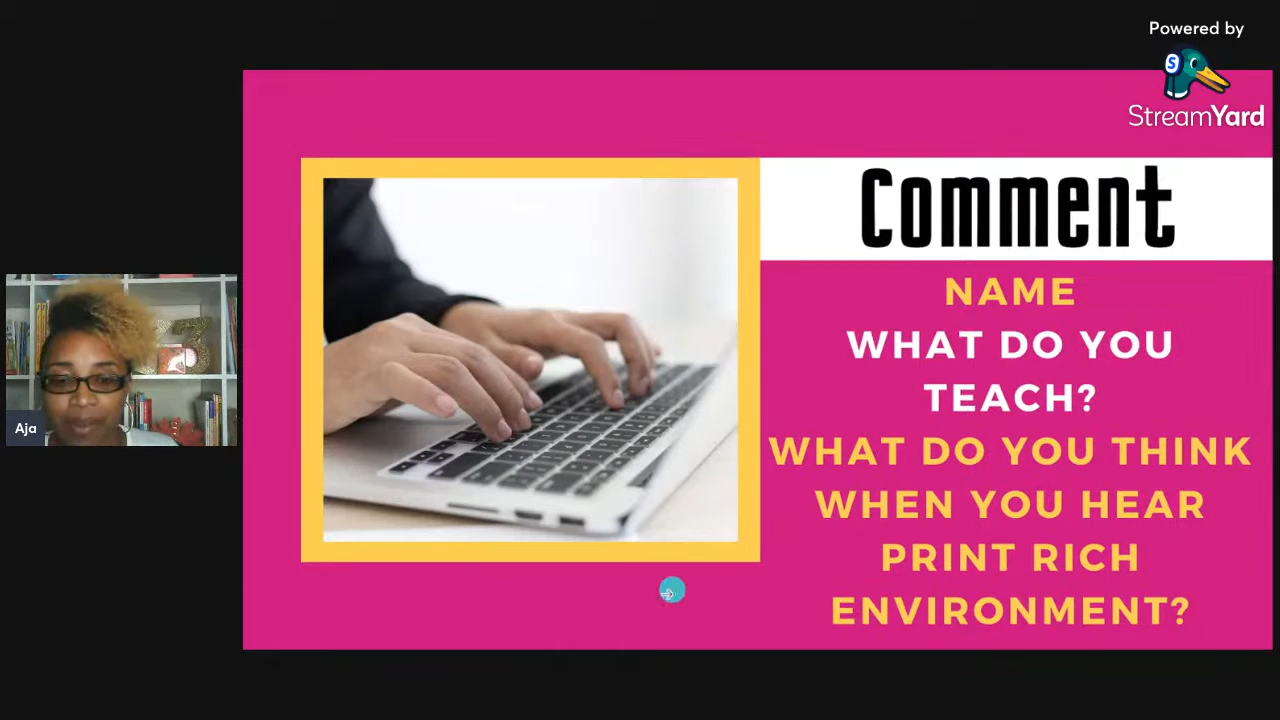 Powered by
StreamYard
Comment
NAME
WHAT DO YOU
TEACH?
WHAT DO YOU THINK
WHEN YOU HEAR
PRINT RICH
ENVIRONMENT?
Aja